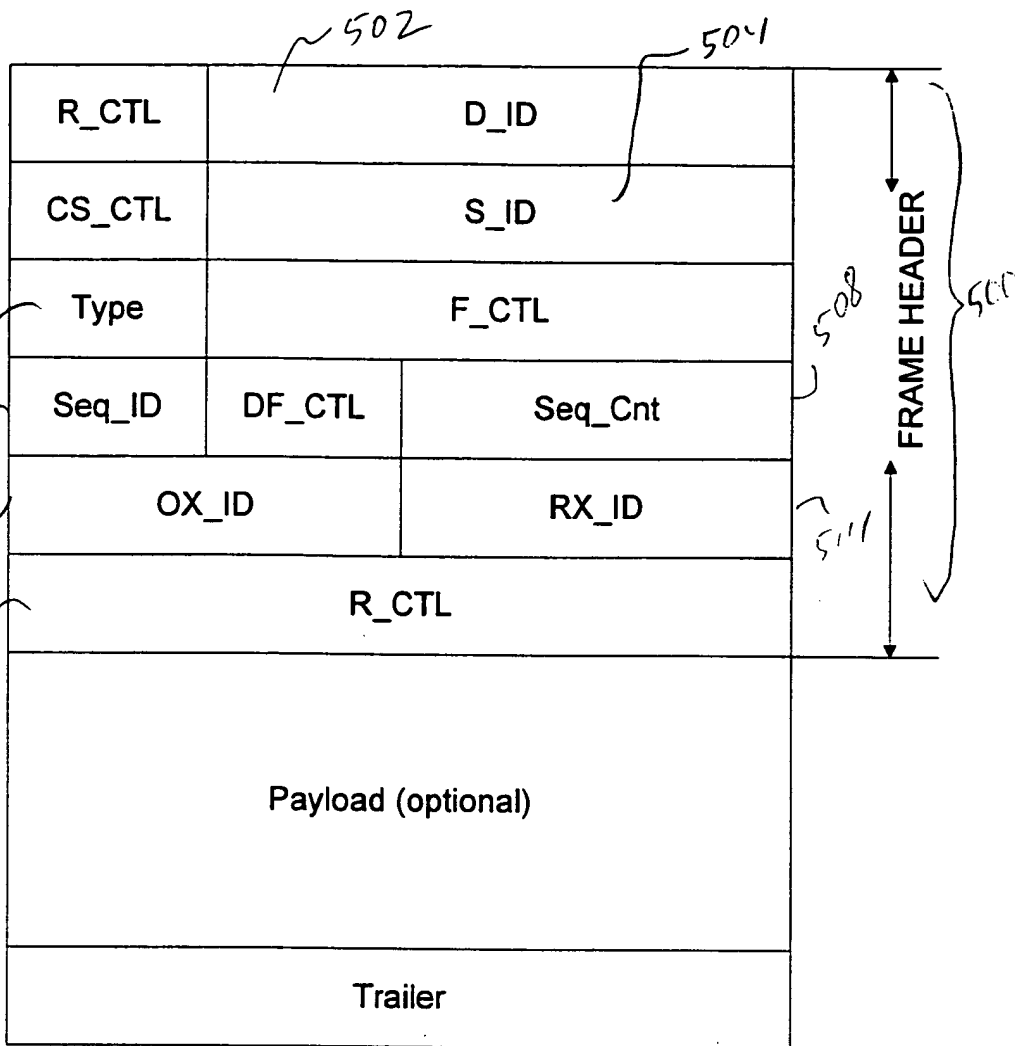 502
504
R_CTL D_ID
CS_CTL S_ID
Type F_CTL
508
FRAME HEADER
Seq_ID DF_CTL Seq_Cnt
OX_ID RX_ID
R_CTL
Payload (optional)
Trailer